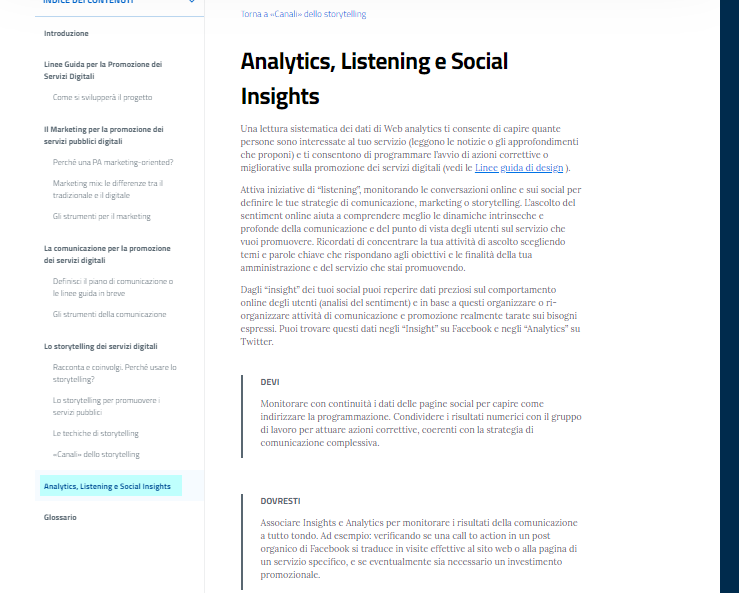 INDICE DEI CONTENUTI
Introduzione
Linee Guida per la Promozione dei
Servizi Digitali
Come si svilupperà il progetto
Il Marketing per la promozione dei
servizi pubblici digitali
Perché una PA marketing-oriented?
Marketing mix: le differenze tra il
tradizionale e il digitale
Gli strumenti per il marketing
La comunicazione per la promozione
dei servizi digitali
Definisci il piano di comunicazione o
le linee guida in breve
Gli strumenti della comunicazione
Lo storytelling dei servizi digitali
Racconta e coinvolgi. Perché usare lo
storytelling?
Lo storytelling per promuovere i
servizi pubblici
Le techiche di storytelling
«Canali» dello storytelling
Analytics, Listening e Social Insights
Glossario
Torna a «Canali» dello storytelling
Analytics, Listening e Social
Insights
Una lettura sistematica dei dati di Web analytics ti consente di capire quante
persone sono interessate al tuo servizio (leggono le notizie o gli approfondimenti
che proponi) e ti consentono di programmare l'avvio di azioni correttive o
migliorative sulla promozione dei servizi digitali (vedi le Linee guida di design ).
Attiva iniziative di “listening”, monitorando le conversazioni online e sui social per
definire le tue strategie di comunicazione, marketing o storytelling. L'ascolto del
sentiment online aiuta a comprendere meglio le dinamiche intrinseche e
profonde della comunicazione e del punto di vista degli utenti sul servizio che
vuoi promuovere. Ricordati di concentrare la tua attività di ascolto scegliendo
temi e parole chiave che rispondano agli obiettivi e le finalità della tua
amministrazione e del servizio che stai promovendo.
Dagli “insight” dei tuoi social puoi reperire dati preziosi sul comportamento
online degli utenti (analisi del sentiment) e in base a questi organizzare o ri-
organizzare attività di comunicazione e promozione realmente tarate sui bisogni
espressi. Puoi trovare questi dati negli “Insight” su Facebook e negli “Analytics” su
Twitter.
DEVI
Monitorare con continuità i dati delle pagine social per capire come
indirizzare la programmazione. Condividere i risultati numerici con il gruppo
di lavoro per attuare azioni correttive, coerenti con la strategia di
comunicazione complessiva.
DOVRESTI
Associare Insights e Analytics per monitorare i risultati della comunicazione
a tutto tondo. Ad esempio: verificando se una call to action in un post
organico di Facebook si traduce in visite effettive al sito web o alla pagina di
un servizio specifico, e se eventualmente sia necessario un investimento
promozionale.